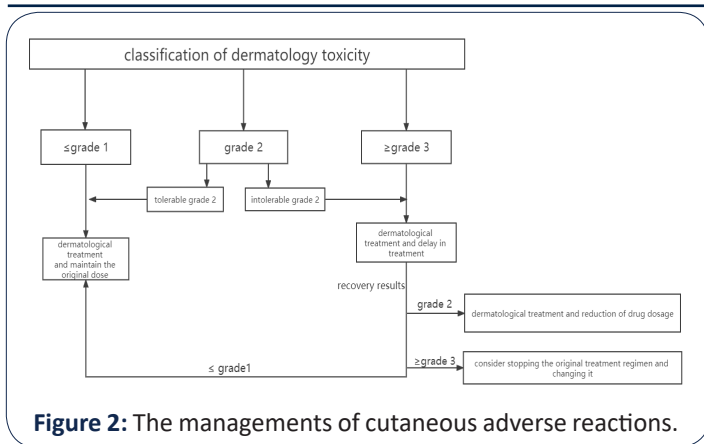 classification of dermatology toxicity
≤grade 1
grade 2
≥grade 3
tolerable grade 2
intolerable grade 2
dermatological
treatment
and maintain the
original dose
dermatological
treatment and delay in
treatment
recovery results
grade 2
dermatological treatment and reduction of drug dosage
≤ grade1
≥grade 3
consider stopping the original treatment regimen and
changing it
Figure 2: The managements of cutaneous adverse reactions.